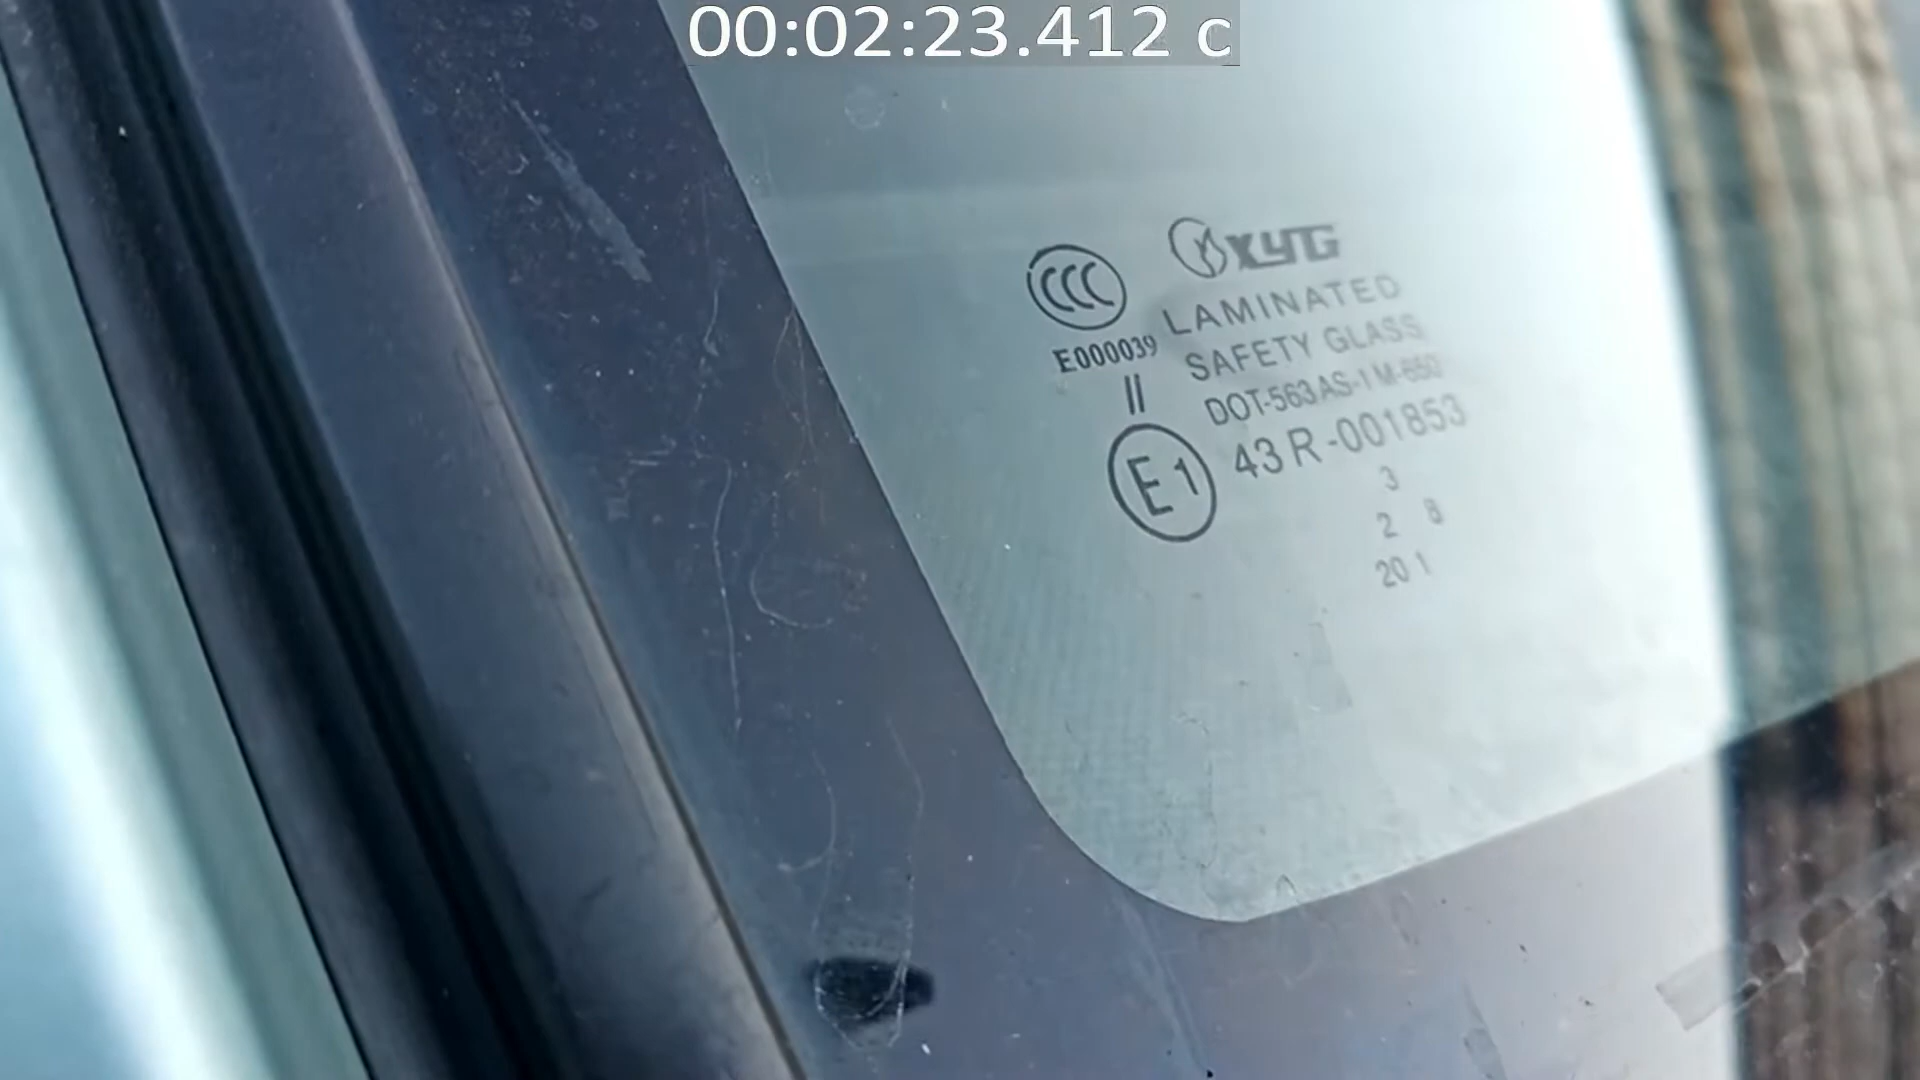 00:02:23.412 c
CCC
XYG
LAMINATED
E000039
SAFETY GLASS
II
DOT-563 AS-1 M-650
E1
43 R-001853
3
2 8
20 1